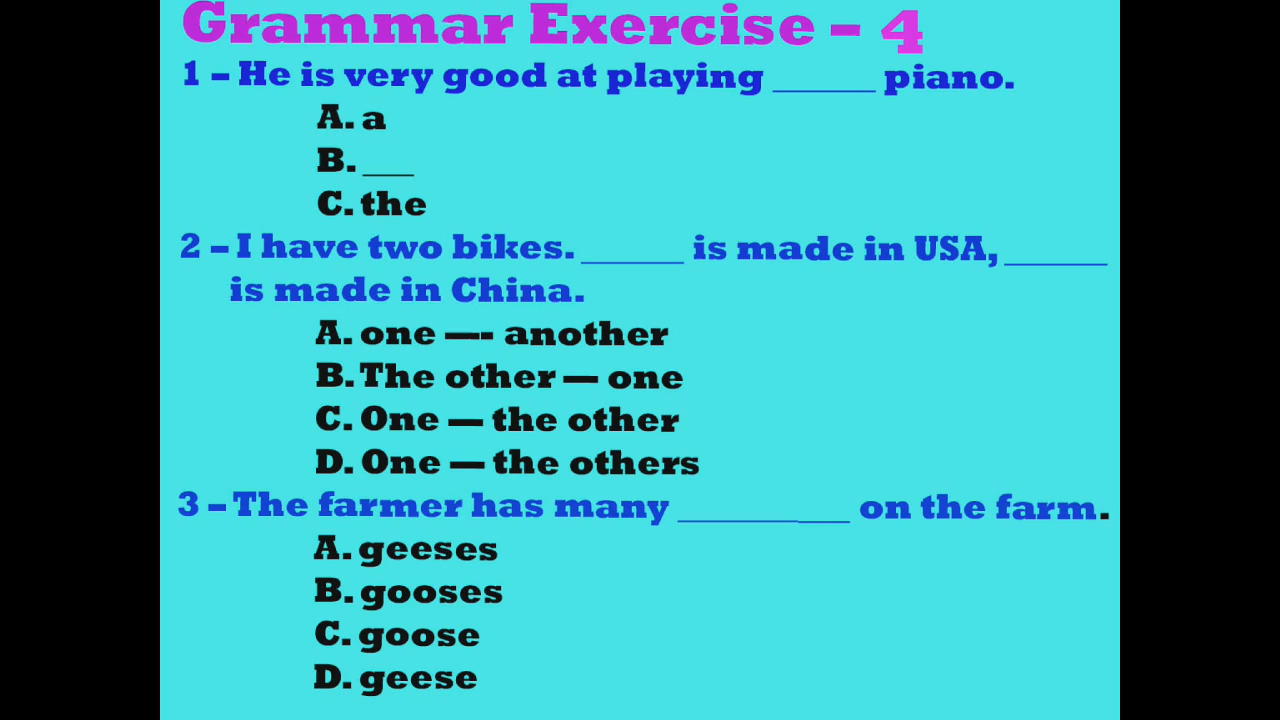 Grammar Exercise – 4
1 – He is very good at playing ______ piano.
A. a
B. ___
C. the
2 – I have two bikes. ______ is made in USA, ______
is made in China.
A. one —-- another
B. The other — one
C. One — the other
D. One — the others
3 – The farmer has many __________ on the farm.
A. geeses
B. gooses
C. goose
D. geese